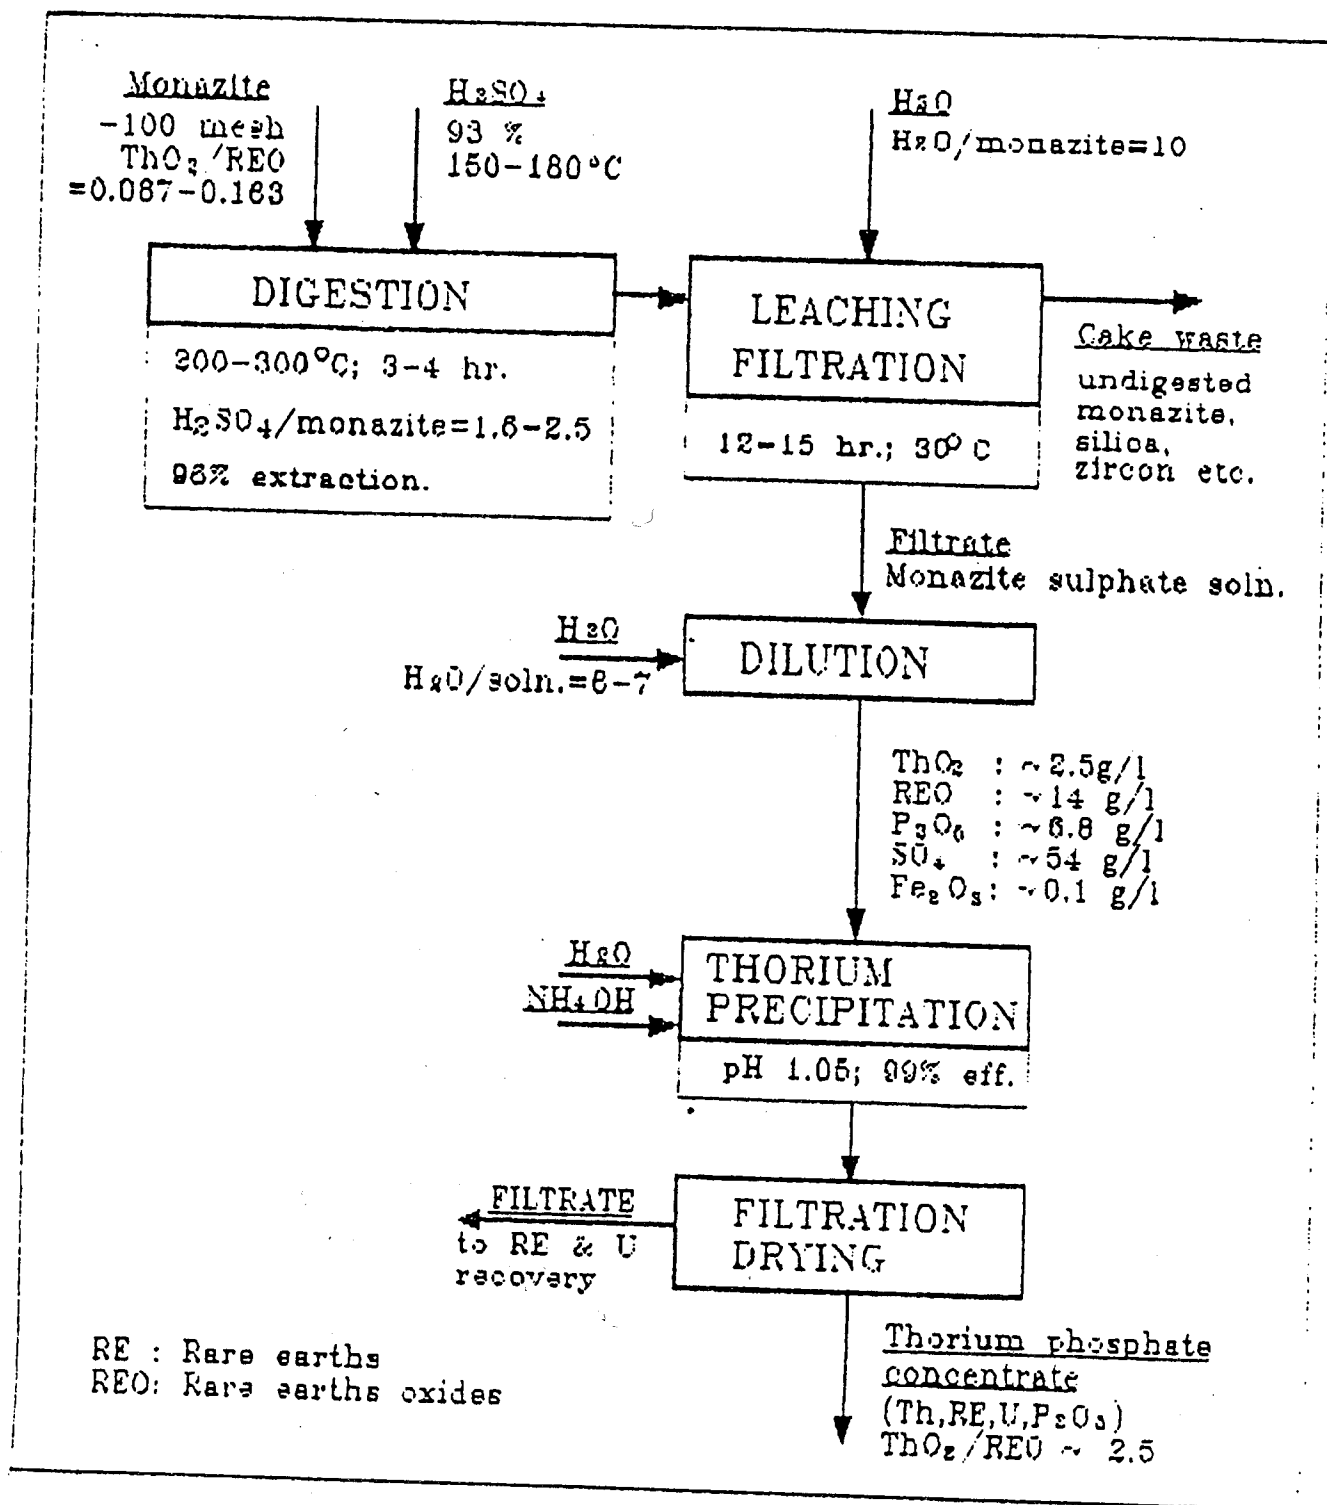 Monazite
-100 mesh
ThO₂/REO
=0.087-0.163
H₂SO₄
93 %
150-180°C
H₂O
H₂O/monazite=10
DIGESTION
200-300°C; 3-4 hr.
H₂SO₄/monazite=1.6-2.5
96% extraction.
LEACHING
FILTRATION
12-15 hr.; 30°C
Cake waste
undigested
monazite,
silica,
zircon etc.
Filtrate
Monazite sulphate soln.
H₂O
H₂O/soln.=6-7
DILUTION
ThO₂ : ~2.5g/l
REO : ~14 g/l
P₂O₅ : ~6.8 g/l
SO₄ : ~54 g/l
Fe₂O₃: ~0.1 g/l
H₂O
NH₄OH
THORIUM
PRECIPITATION
pH 1.05; 99% eff.
FILTRATE
to RE & U
recovery
FILTRATION
DRYING
Thorium phosphate
concentrate
(Th,RE,U,P₂O₅)
ThO₂/REO ~ 2.5
RE : Rare earths
REO: Rare earths oxides